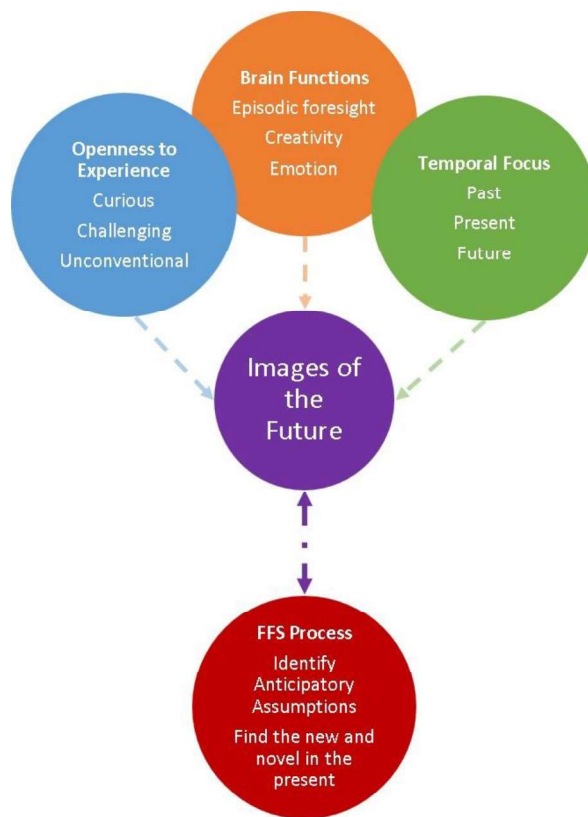 Brain Functions
Episodic foresight
Creativity
Emotion
Openness to
Experience
Curious
Challenging
Unconventional
Temporal Focus
Past
Present
Future
Images of
the
Future
FFS Process
Identify
Anticipatory
Assumptions
Find the new and
novel in the
present